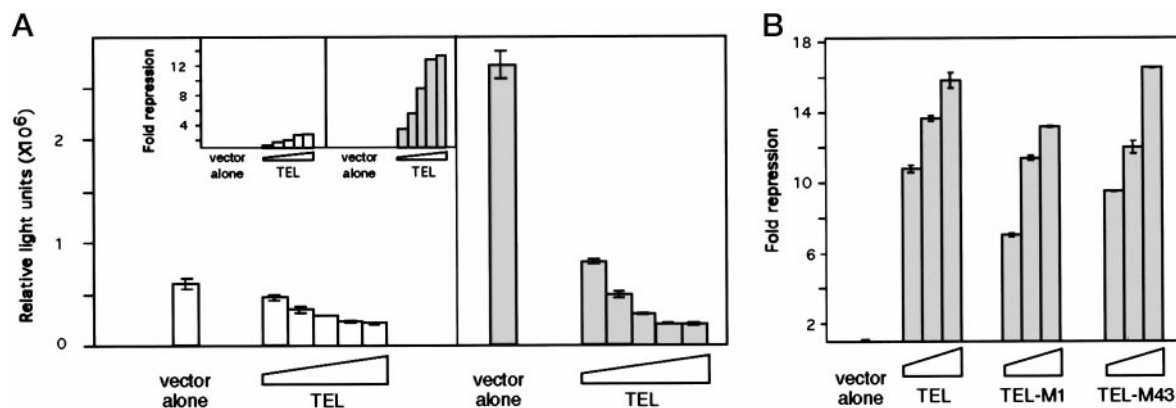 A
B
Fold repression
12
8
4
vector alone
TEL
vector alone
TEL
Relative light units (X10⁶)
2
1
0
vector alone
TEL
vector alone
TEL
Fold repression
18
14
10
6
2
vector alone
TEL
TEL-M1
TEL-M43